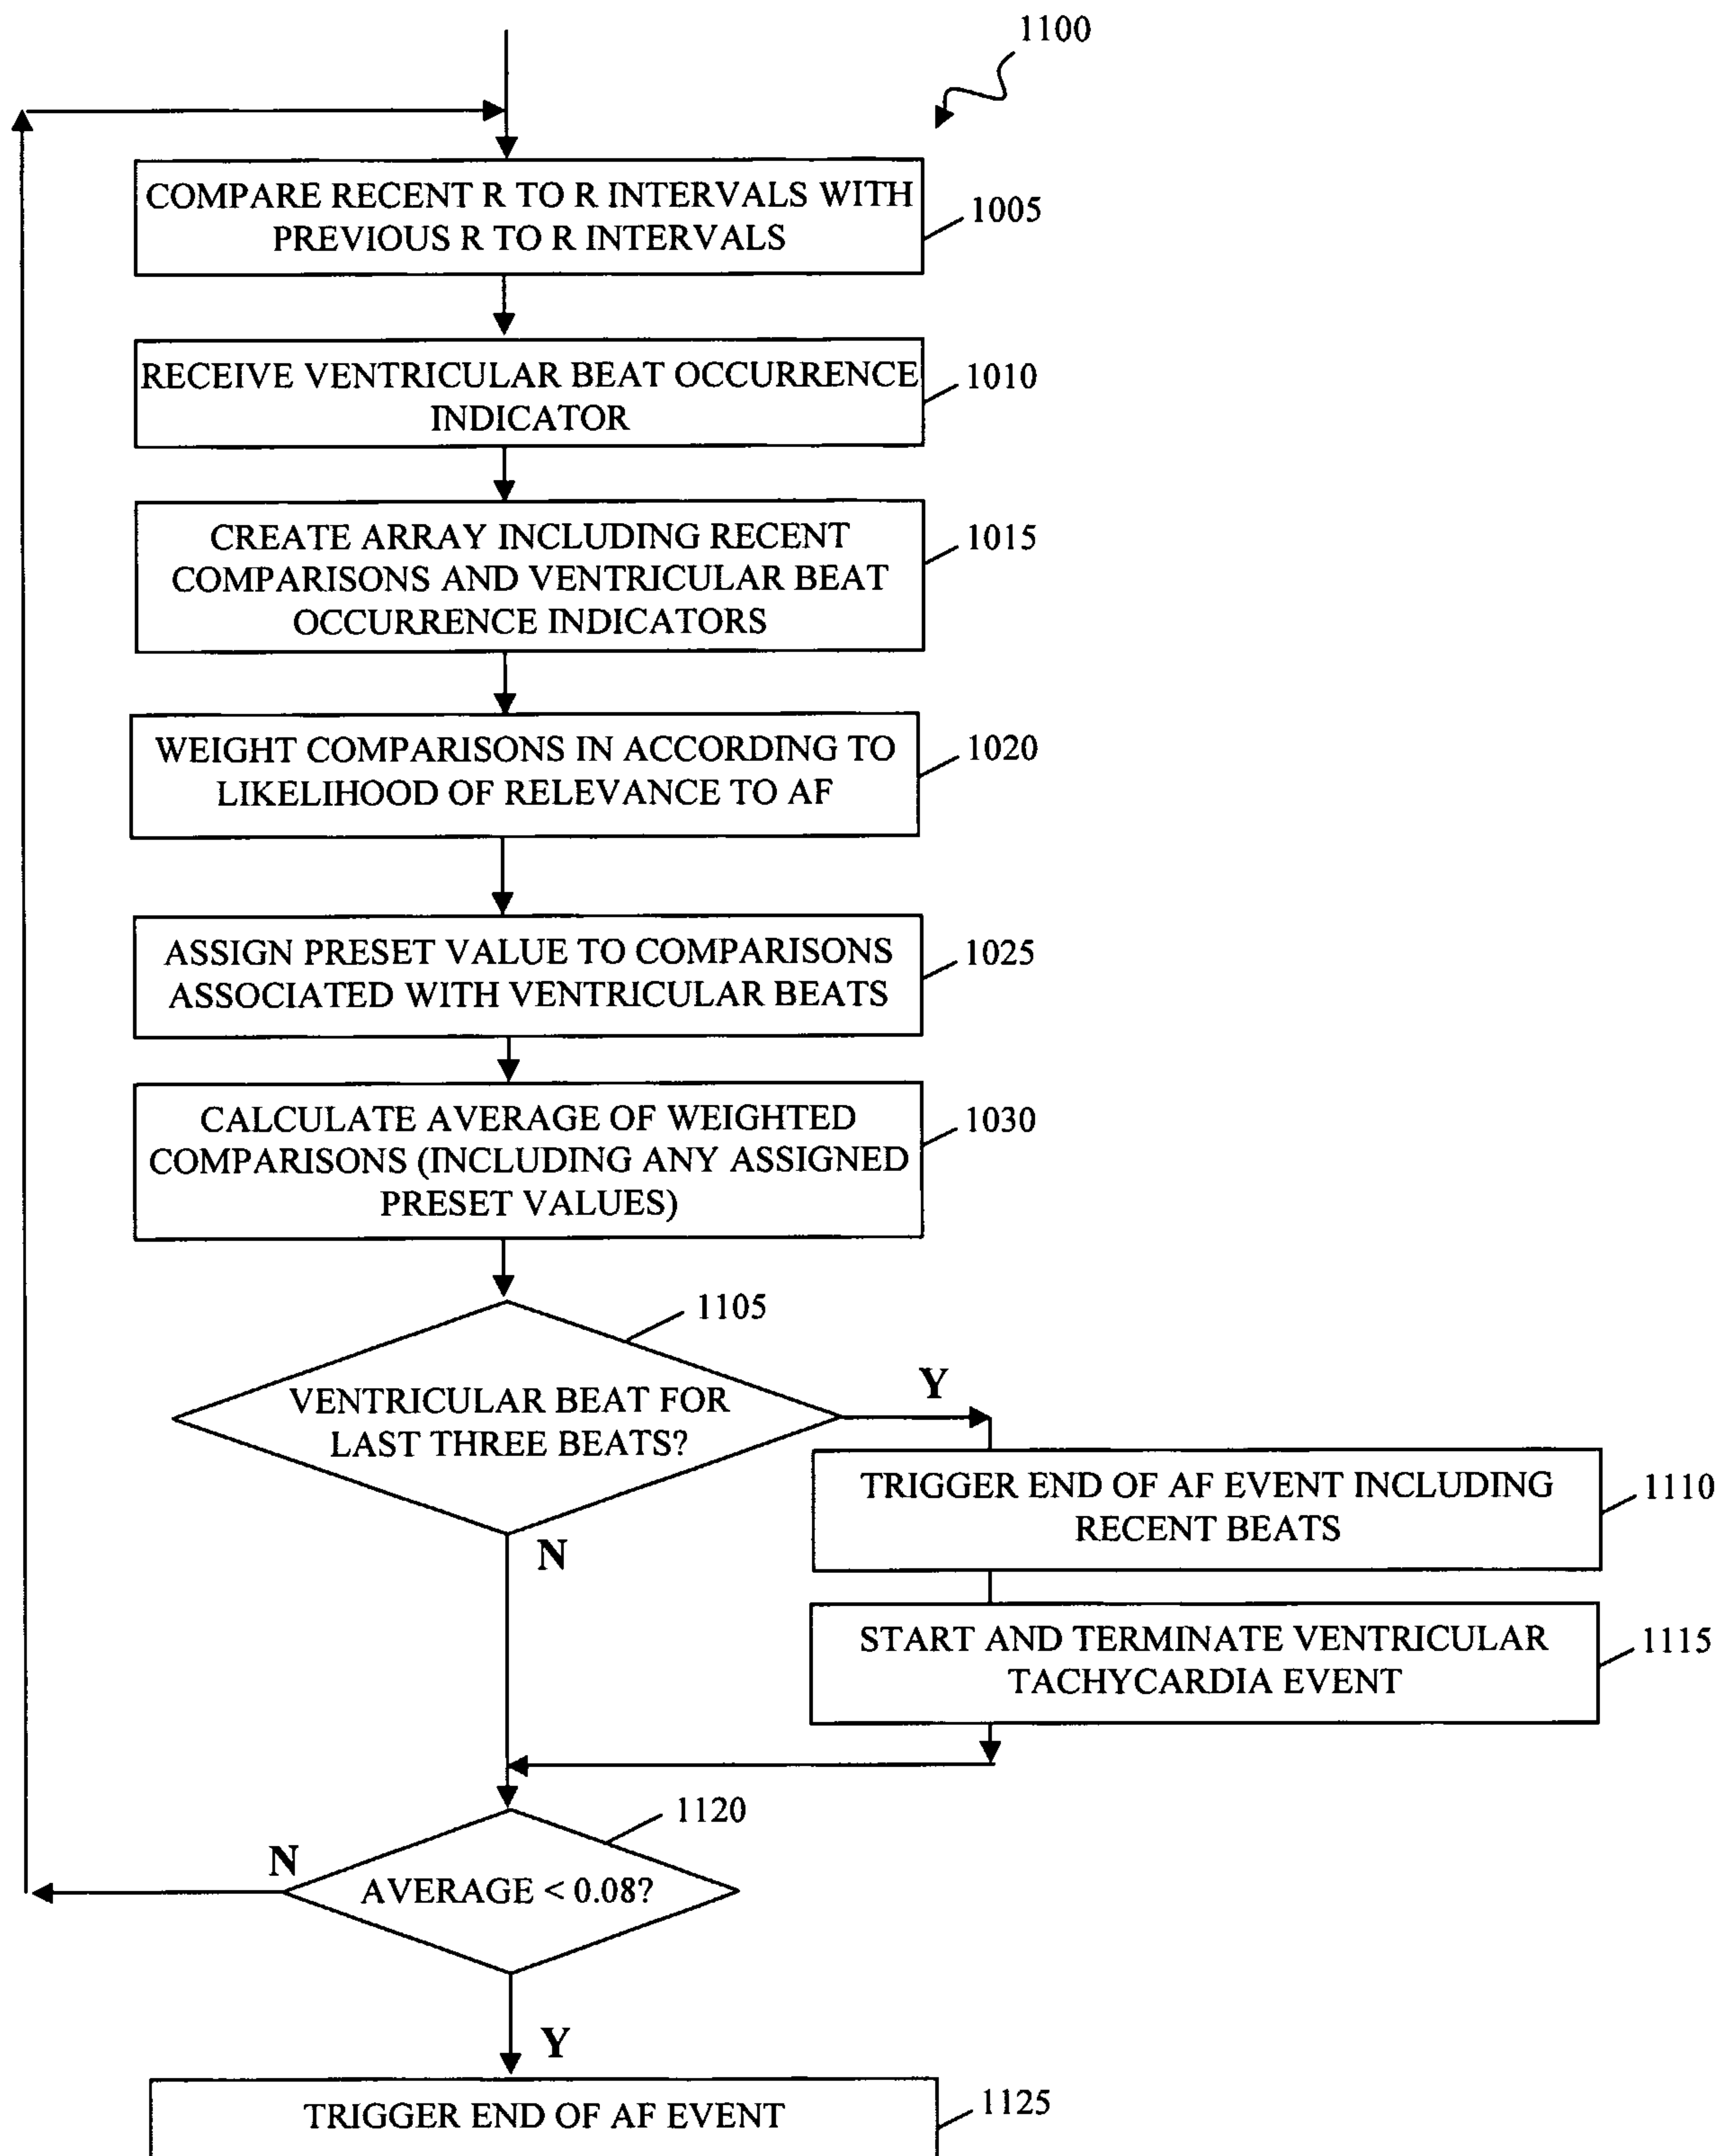 1100
COMPARE RECENT R TO R INTERVALS WITH
PREVIOUS R TO R INTERVALS
1005
RECEIVE VENTRICULAR BEAT OCCURRENCE
INDICATOR
1010
CREATE ARRAY INCLUDING RECENT
COMPARISONS AND VENTRICULAR BEAT
OCCURRENCE INDICATORS
1015
WEIGHT COMPARISONS IN ACCORDING TO
LIKELIHOOD OF RELEVANCE TO AF
1020
ASSIGN PRESET VALUE TO COMPARISONS
ASSOCIATED WITH VENTRICULAR BEATS
1025
CALCULATE AVERAGE OF WEIGHTED
COMPARISONS (INCLUDING ANY ASSIGNED
PRESET VALUES)
1030
1105
VENTRICULAR BEAT FOR
LAST THREE BEATS?
Y
N
TRIGGER END OF AF EVENT INCLUDING
RECENT BEATS
1110
START AND TERMINATE VENTRICULAR
TACHYCARDIA EVENT
1115
1120
AVERAGE < 0.08?
N
Y
TRIGGER END OF AF EVENT
1125